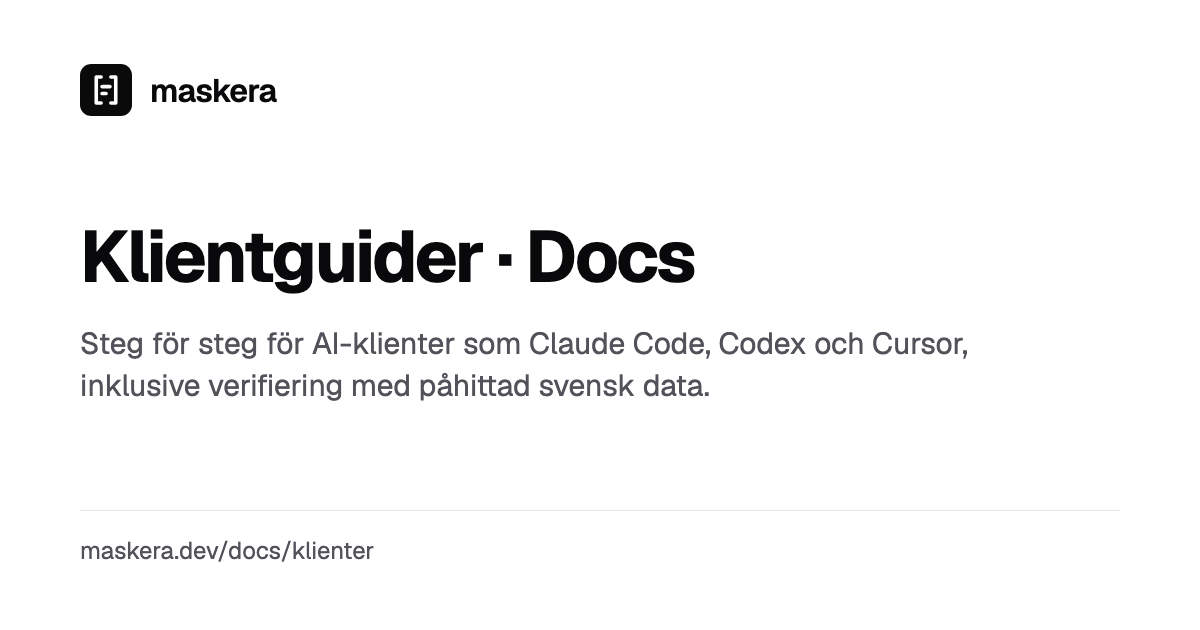 maskera
Klientguider · Docs
Steg för steg för AI-klienter som Claude Code, Codex och Cursor,
inklusive verifiering med påhittad svensk data.
maskera.dev/docs/klienter